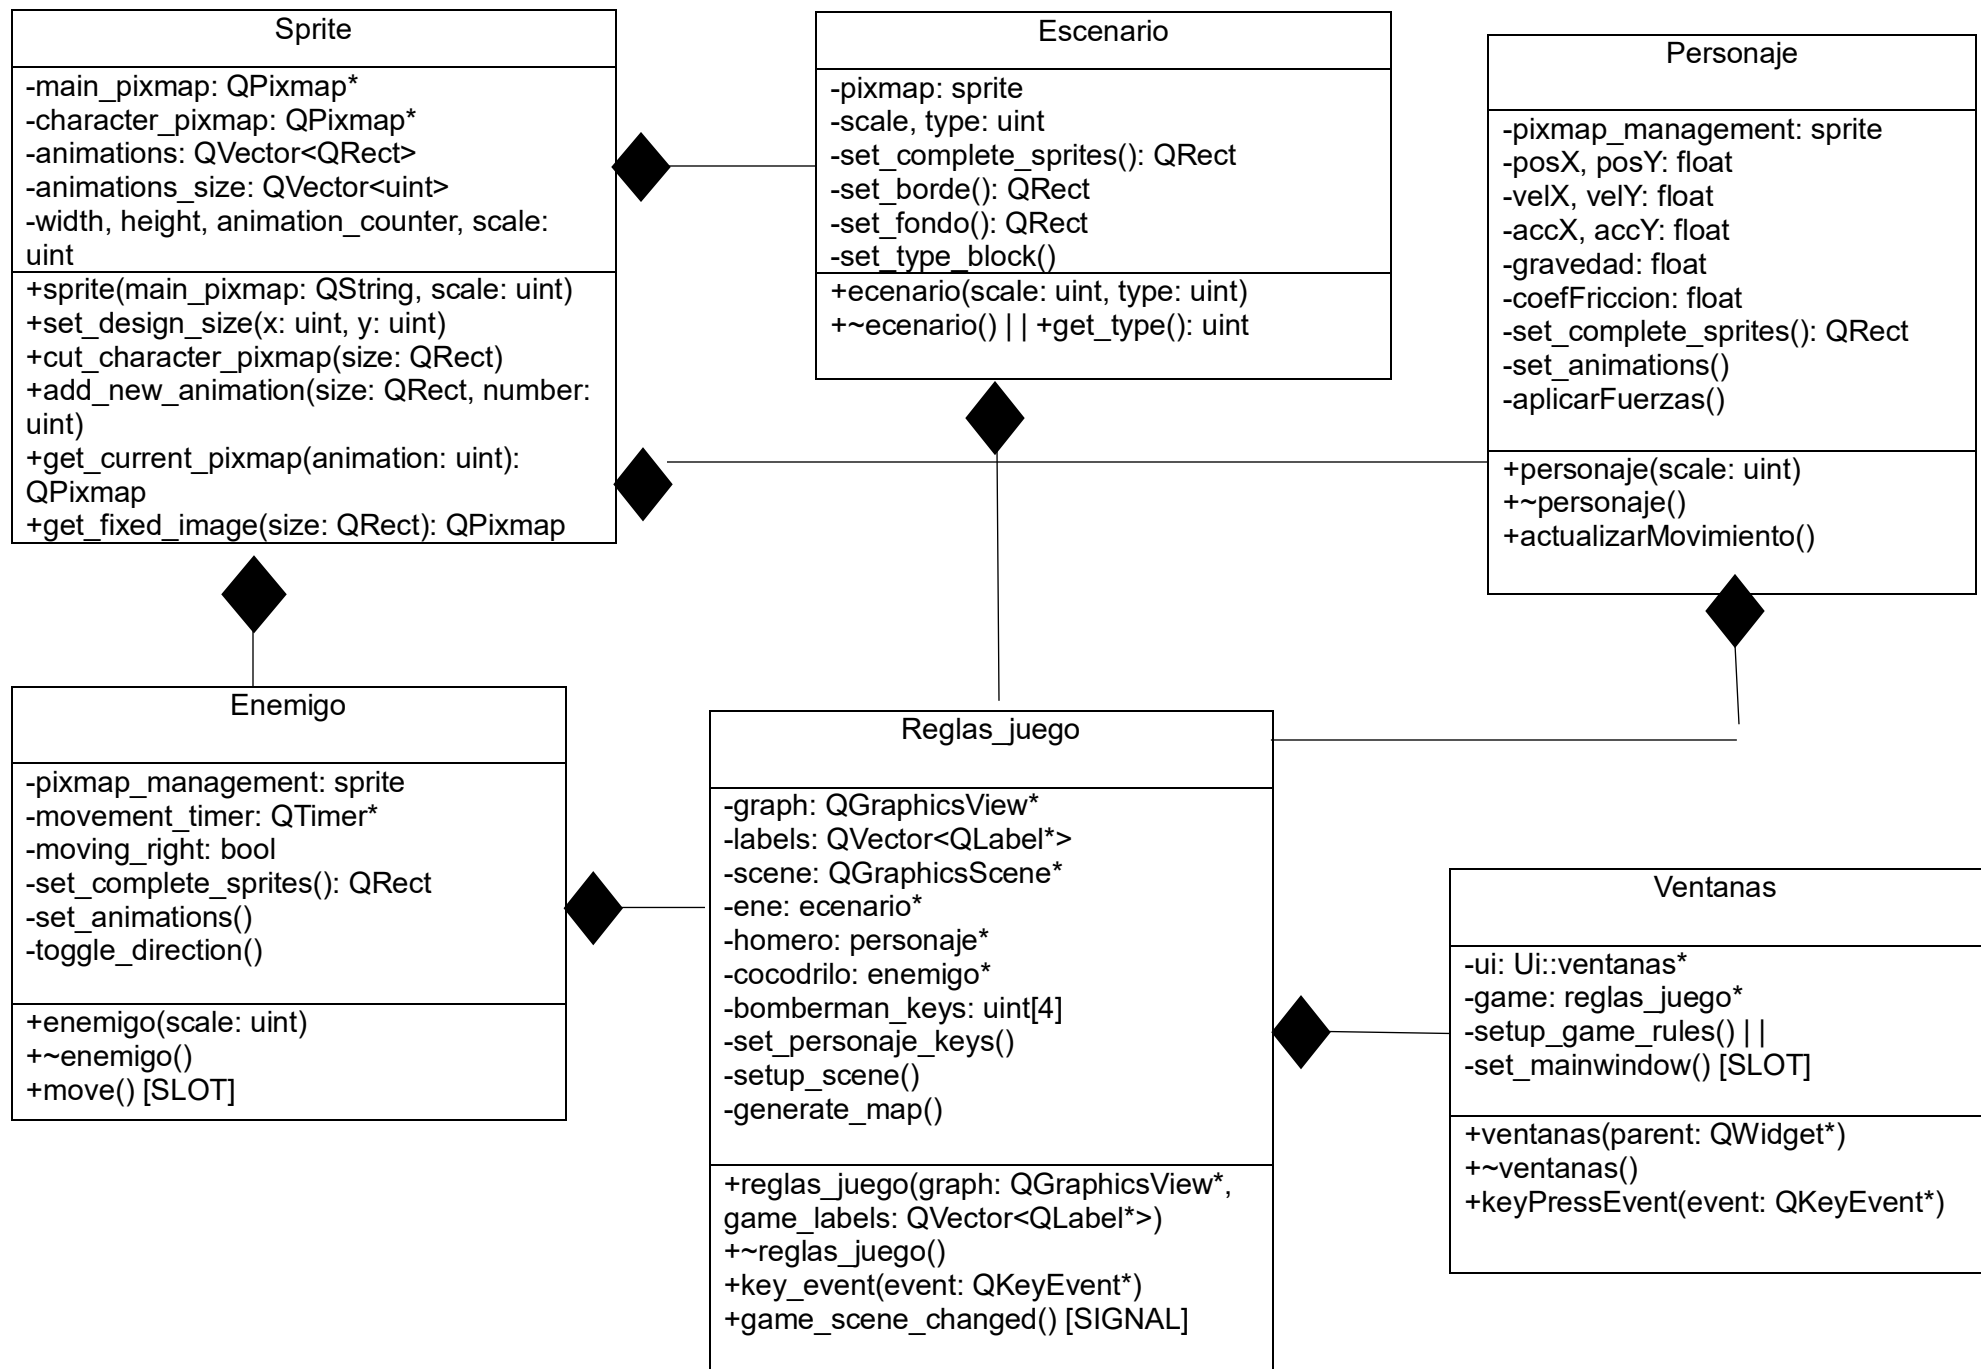 Sprite
-main_pixmap: QPixmap*
-character_pixmap: QPixmap*
-animations: QVector<QRect>
-animations_size: QVector<uint>
-width, height, animation_counter, scale:
uint
+sprite(main_pixmap: QString, scale: uint)
+set_design_size(x: uint, y: uint)
+cut_character_pixmap(size: QRect)
+add_new_animation(size: QRect, number:
uint)
+get_current_pixmap(animation: uint):
QPixmap
+get_fixed_image(size: QRect): QPixmap
Escenario
-pixmap: sprite
-scale, type: uint
-set_complete_sprites(): QRect
-set_borde(): QRect
-set_fondo(): QRect
-set_type_block()
+ecenario(scale: uint, type: uint)
+~ecenario() || +get_type(): uint
Personaje
-pixmap_management: sprite
-posX, posY: float
-velX, velY: float
-accX, accY: float
-gravedad: float
-coefFriccion: float
-set_complete_sprites(): QRect
-set_animations()
-aplicarFuerzas()
+personaje(scale: uint)
+~personaje()
+actualizarMovimiento()
Enemigo
-pixmap_management: sprite
-movement_timer: QTimer*
-moving_right: bool
-set_complete_sprites(): QRect
-set_animations()
-toggle_direction()
+enemigo(scale: uint)
+~enemigo()
+move() [SLOT]
Reglas_juego
-graph: QGraphicsView*
-labels: QVector<QLabel*>
-scene: QGraphicsScene*
-ene: ecenario*
-homero: personaje*
-cocodrilo: enemigo*
-bomberman_keys: uint[4]
-set_personaje_keys()
-setup_scene()
-generate_map()
+reglas_juego(graph: QGraphicsView*,
game_labels: QVector<QLabel*>)
+~reglas_juego()
+key_event(event: QKeyEvent*)
+game_scene_changed() [SIGNAL]
Ventanas
-ui: Ui::ventanas*
-game: reglas_juego*
-setup_game_rules() ||
-set_mainwindow() [SLOT]
+ventanas(parent: QWidget*)
+~ventanas()
+keyPressEvent(event: QKeyEvent*)